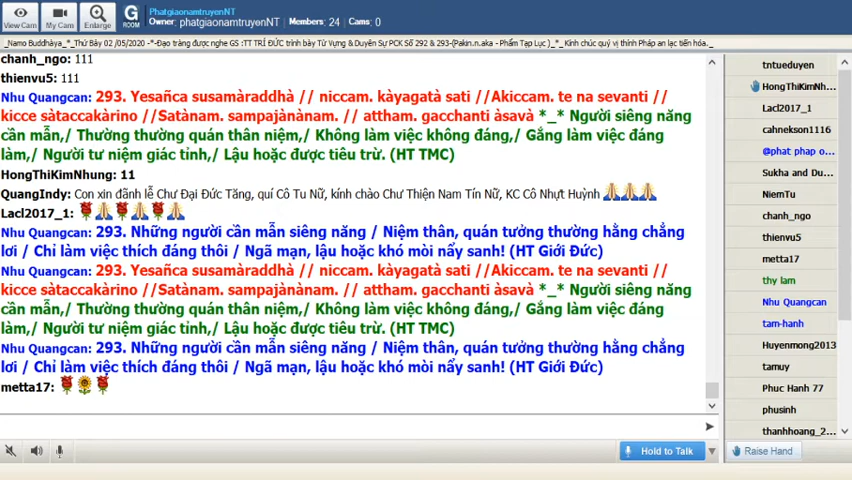 View Cam
My Cam
Enlarge
G
ROOM
PhatgiaonamtruyenNT
Owner: phatgiaonamtruyenNT Members: 24 Cams: 0
_Namo Buddhàya_*_Thứ Bảy 02 /05/2020 -*-Đạo tràng được nghe GS :TT TRÍ ĐỨC trình bày Từ Vựng & Duyên Sự PCK Số 292 & 293-(Pakin.n.aka - Phẩm Tạp Lục )_*_ Kính chúc quý vị thính Pháp an lạc tiến hóa._
chanh_ngo: 111
thienvu5: 111
Nhu Quangcan: 293. Yesañca susamàraddhà // niccam. kàyagatà sati //Akiccam. te na sevanti //
kicce sàtaccakàrino //Satànam. sampajànànam. // attham. gacchanti àsavà *_* Người siêng năng
cần mẫn,/ Thường thường quán thân niệm,/ Không làm việc không đáng,/ Gắng làm việc đáng
làm,/ Người tư niệm giác tỉnh,/ Lậu hoặc được tiêu trừ. (HT TMC)
HongThiKimNhung: 11
QuangIndy: Con xin đãnh lễ Chư Đại Đức Tăng, quí Cô Tu Nữ, kính chào Chư Thiện Nam Tín Nữ, KC Cô Nhựt Huỳnh
Lacl2017_1:
Nhu Quangcan: 293. Những người cần mẫn siêng năng / Niệm thân, quán tưởng thường hằng chẳng
lơi / Chỉ làm việc thích đáng thôi / Ngã mạn, lậu hoặc khó mòi nẩy sanh! (HT Giới Đức)
Nhu Quangcan: 293. Yesañca susamàraddhà // niccam. kàyagatà sati //Akiccam. te na sevanti //
kicce sàtaccakàrino //Satànam. sampajànànam. // attham. gacchanti àsavà *_* Người siêng năng
cần mẫn,/ Thường thường quán thân niệm,/ Không làm việc không đáng,/ Gắng làm việc đáng
làm,/ Người tư niệm giác tỉnh,/ Lậu hoặc được tiêu trừ. (HT TMC)
Nhu Quangcan: 293. Những người cần mẫn siêng năng / Niệm thân, quán tưởng thường hằng chẳng
lơi / Chỉ làm việc thích đáng thôi / Ngã mạn, lậu hoặc khó mòi nẩy sanh! (HT Giới Đức)
metta17:
Hold to Talk
tntueduyen
HongThiKimNh...
Lacl2017_1
cahnekson1116
@phat phap o...
Sukha and Du...
NiemTu
chanh_ngo
thienvu5
metta17
thy lam
Nhu Quangcan
tam-hanh
Huyenmong2013
tamuy
Phuc Hanh 77
phusinh
thanhhoang_2...
Raise Hand